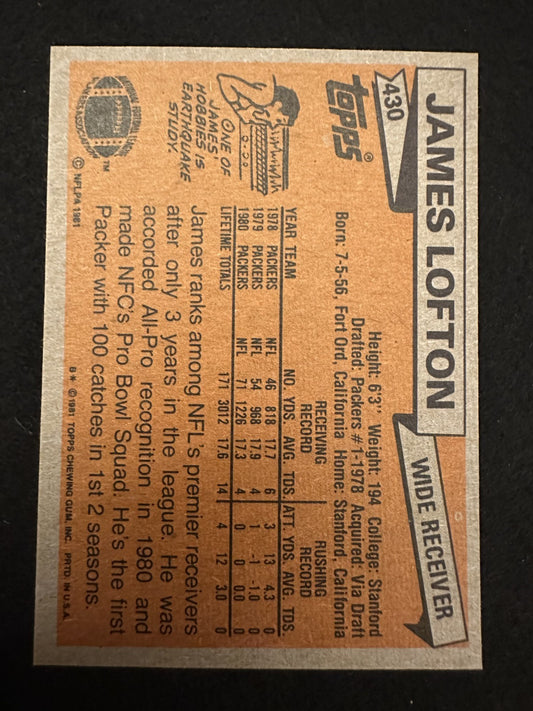 JAMES LOFTON
WIDE RECEIVER
430
topps®
Height: 6'3" Weight: 194 College: Stanford
Drafted: Packers #1-1978 Acquired: Via Draft
Born: 7-5-56, Fort Ord, California Home: Stanford, California
RECEIVING RUSHING
RECORD RECORD
YEAR TEAM NO. YDS. AVG. TDS. ATT. YDS. AVG. TDS.
1978 PACKERS NFL 46 818 17.7 6 3 13 4.3 0
1979 PACKERS NFL 54 968 17.9 4 1 -1 -1.0 0
1980 PACKERS NFL 71 1226 17.3 4 0 0 0.0 0
LIFETIME TOTALS 171 3012 17.6 14 4 12 3.0 0
ONE OF
JAMES'
HOBBIES IS
EARTHQUAKE
STUDY.
James ranks among NFL's premier receivers
after only 3 years in the league. He was
accorded All-Pro recognition in 1980 and
made NFC's Pro Bowl Squad. He's the first
Packer with 100 catches in 1st 2 seasons.
PLAYERS
TM
© NFLPA 1981
B* © 1981 TOPPS CHEWING GUM, INC. PRTD. IN U.S.A.